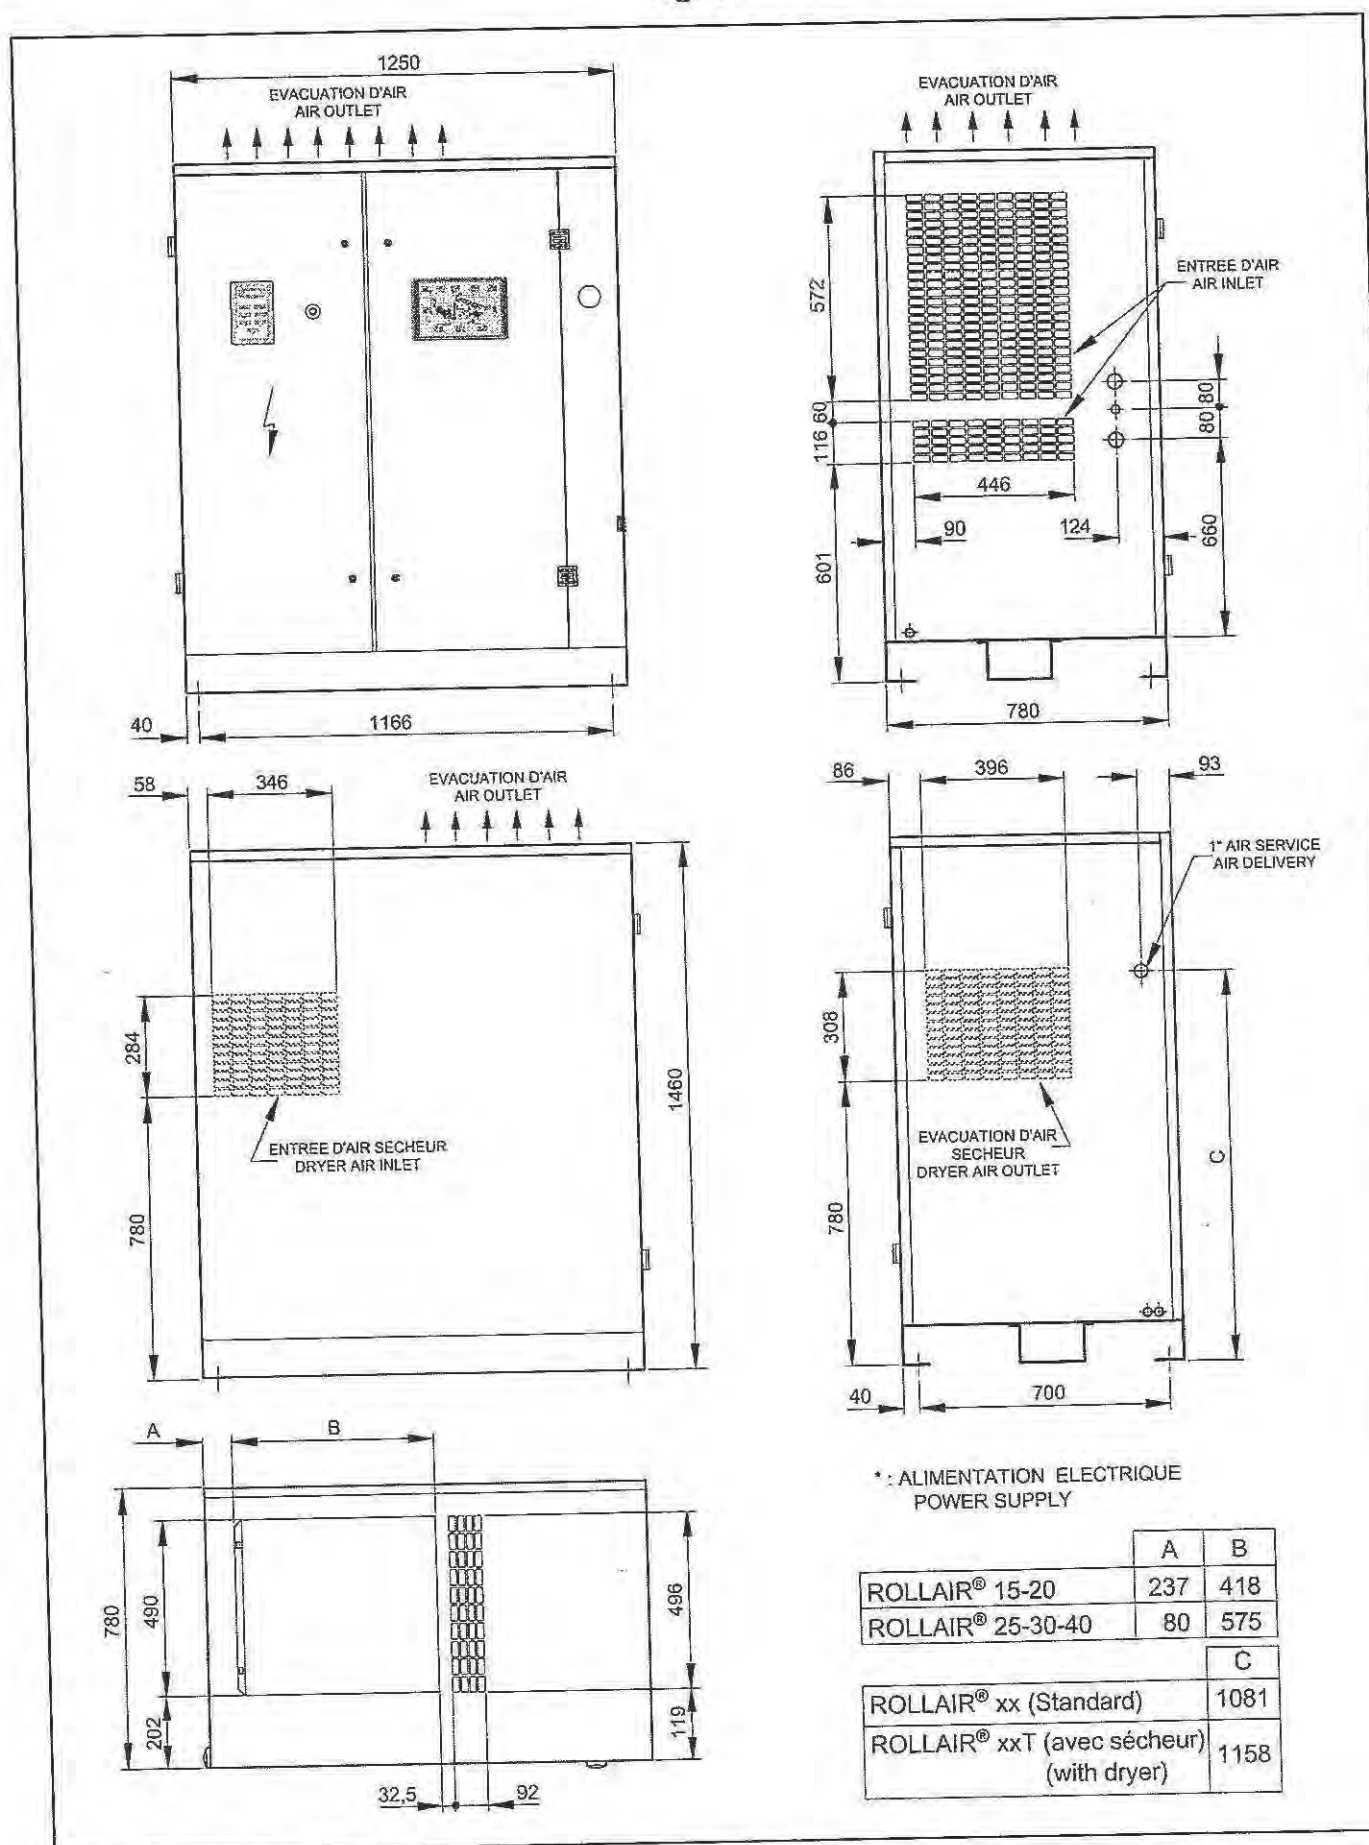 1250
EVACUATION D'AIR
AIR OUTLET
40
1166
EVACUATION D'AIR
AIR OUTLET
572
ENTREE D'AIR
AIR INLET
60
116
80
80
446
90
124
601
660
780
58
346
EVACUATION D'AIR
AIR OUTLET
284
1460
ENTREE D'AIR SECHEUR
DRYER AIR INLET
780
86
396
93
1" AIR SERVICE
AIR DELIVERY
308
EVACUATION D'AIR
SECHEUR
DRYER AIR OUTLET
C
780
40
700
A
B
780
490
496
202
119
32,5
92
* : ALIMENTATION ELECTRIQUE
POWER SUPPLY
A B
ROLLAIR® 15-20 237 418
ROLLAIR® 25-30-40 80 575
C
ROLLAIR® xx (Standard) 1081
ROLLAIR® xxT (avec sécheur)
(with dryer) 1158